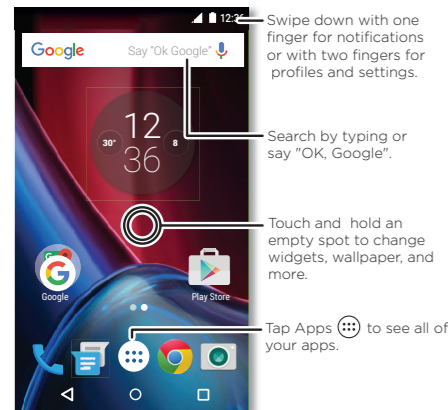 12:36
Swipe down with one
finger for notifications
or with two fingers for
profiles and settings.
Google
Say "Ok Google"
12
36
30°
8
Search by typing or
say "OK, Google".
Touch and hold an
empty spot to change
widgets, wallpaper, and
more.
Google
Play Store
Tap Apps to see all of
your apps.